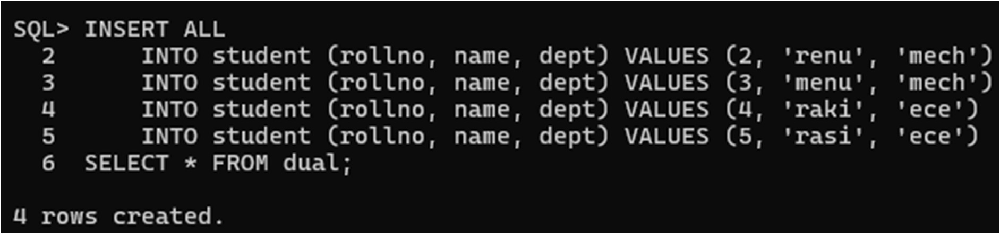 SQL> INSERT ALL
  2      INTO student (rollno, name, dept) VALUES (2, 'renu', 'mech')
  3      INTO student (rollno, name, dept) VALUES (3, 'menu', 'mech')
  4      INTO student (rollno, name, dept) VALUES (4, 'raki', 'ece')
  5      INTO student (rollno, name, dept) VALUES (5, 'rasi', 'ece')
  6  SELECT * FROM dual;
4 rows created.